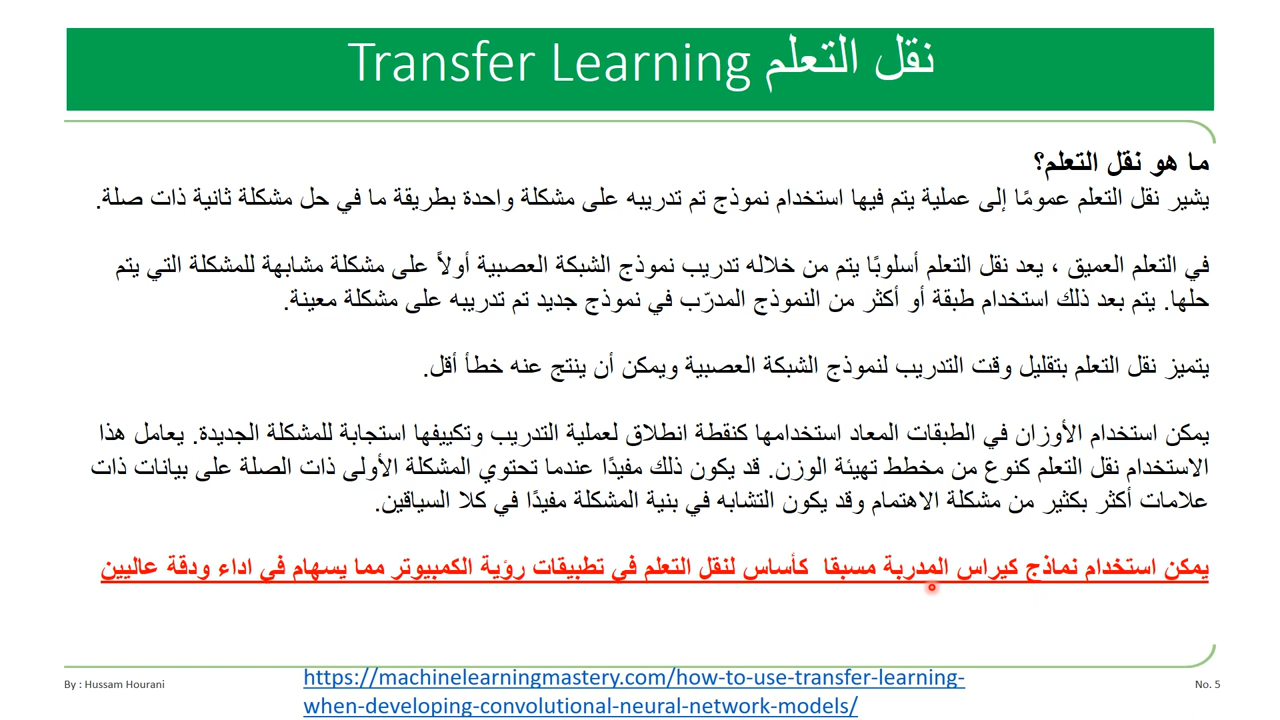 نقل التعلم Transfer Learning
ما هو نقل التعلم؟
يشير نقل التعلم عمومًا إلى عملية يتم فيها استخدام نموذج تم تدريبه على مشكلة واحدة بطريقة ما في حل مشكلة ثانية ذات صلة.
في التعلم العميق ، يعد نقل التعلم أسلوبًا يتم من خلاله تدريب نموذج الشبكة العصبية أولاً على مشكلة مشابهة للمشكلة التي يتم
حلها. يتم بعد ذلك استخدام طبقة أو أكثر من النموذج المدرّب في نموذج جديد تم تدريبه على مشكلة معينة.
يتميز نقل التعلم بتقليل وقت التدريب لنموذج الشبكة العصبية ويمكن أن ينتج عنه خطأ أقل.
يمكن استخدام الأوزان في الطبقات المعاد استخدامها كنقطة انطلاق لعملية التدريب وتكييفها استجابة للمشكلة الجديدة. يعامل هذا
الاستخدام نقل التعلم كنوع من مخطط تهيئة الوزن. قد يكون ذلك مفيدًا عندما تحتوي المشكلة الأولى ذات الصلة على بيانات ذات
علامات أكثر بكثير من مشكلة الاهتمام وقد يكون التشابه في بنية المشكلة مفيدًا في كلا السياقين.
يمكن استخدام نماذج كيراس المدربة مسبقا كأساس لنقل التعلم في تطبيقات رؤية الكمبيوتر مما يسهام في اداء ودقة عاليين
https://machinelearningmastery.com/how-to-use-transfer-learning-
when-developing-convolutional-neural-network-models/
By : Hussam Hourani
No. 5